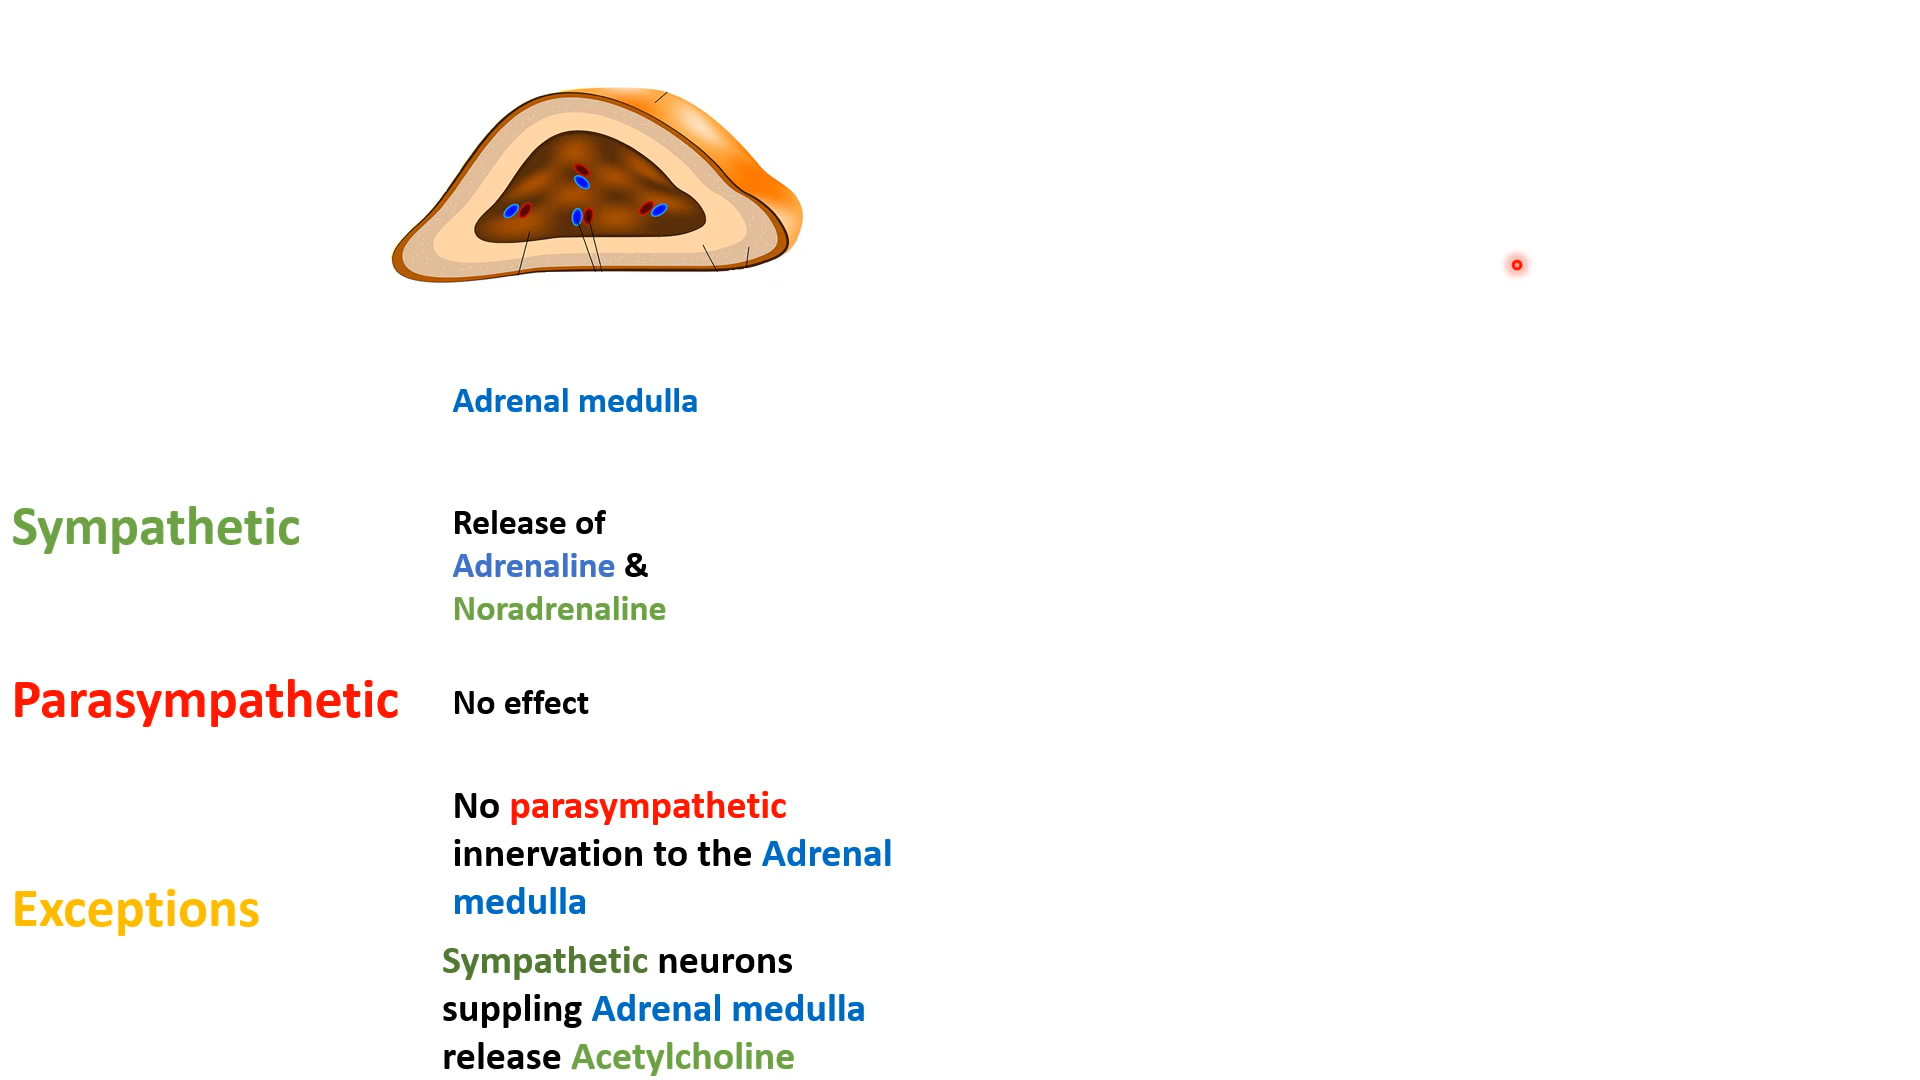 Adrenal medulla
Sympathetic
Release of
Adrenaline &
Noradrenaline
Parasympathetic
No effect
Exceptions
No parasympathetic
innervation to the Adrenal
medulla
Sympathetic neurons
suppling Adrenal medulla
release Acetylcholine